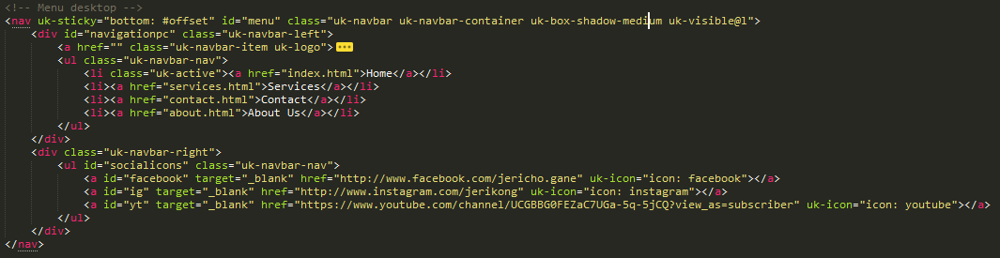 <!-- Menu desktop -->
<nav uk-sticky="bottom: #offset" id="menu" class="uk-navbar uk-navbar-container uk-box-shadow-medium uk-visible@l">
<div id="navigationpc" class="uk-navbar-left">
<a href="" class="uk-navbar-item uk-logo">
<ul class="uk-navbar-nav">
<li class="uk-active"><a href="index.html">Home</a></li>
<li><a href="services.html">Services</a></li>
<li><a href="contact.html">Contact</a></li>
<li><a href="about.html">About Us</a></li>
</ul>
</div>
<div class="uk-navbar-right">
<ul id="socialicons" class="uk-navbar-nav">
<a id="facebook" target="_blank" href="http://www.facebook.com/jericho.gane" uk-icon="icon: facebook"></a>
<a id="ig" target="_blank" href="http://www.instagram.com/jerikong" uk-icon="icon: instagram"></a>
<a id="yt" target="_blank" href="https://www.youtube.com/channel/UCGBBG0FEZaC7UGa-5q-5jCQ?view_as=subscriber" uk-icon="icon: youtube"></a>
</ul>
</div>
</nav>